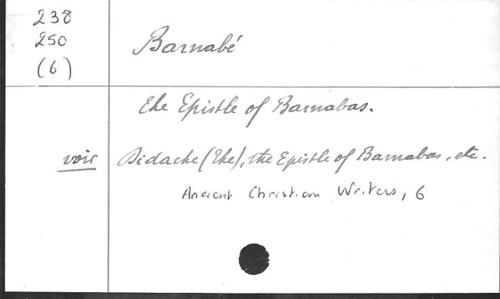 238
250
(6)
Barnabé
The Epistle of Barnabas.
voir Didache (The), the Epistle of Barnabas, etc.
Ancient Christian Writers, 6